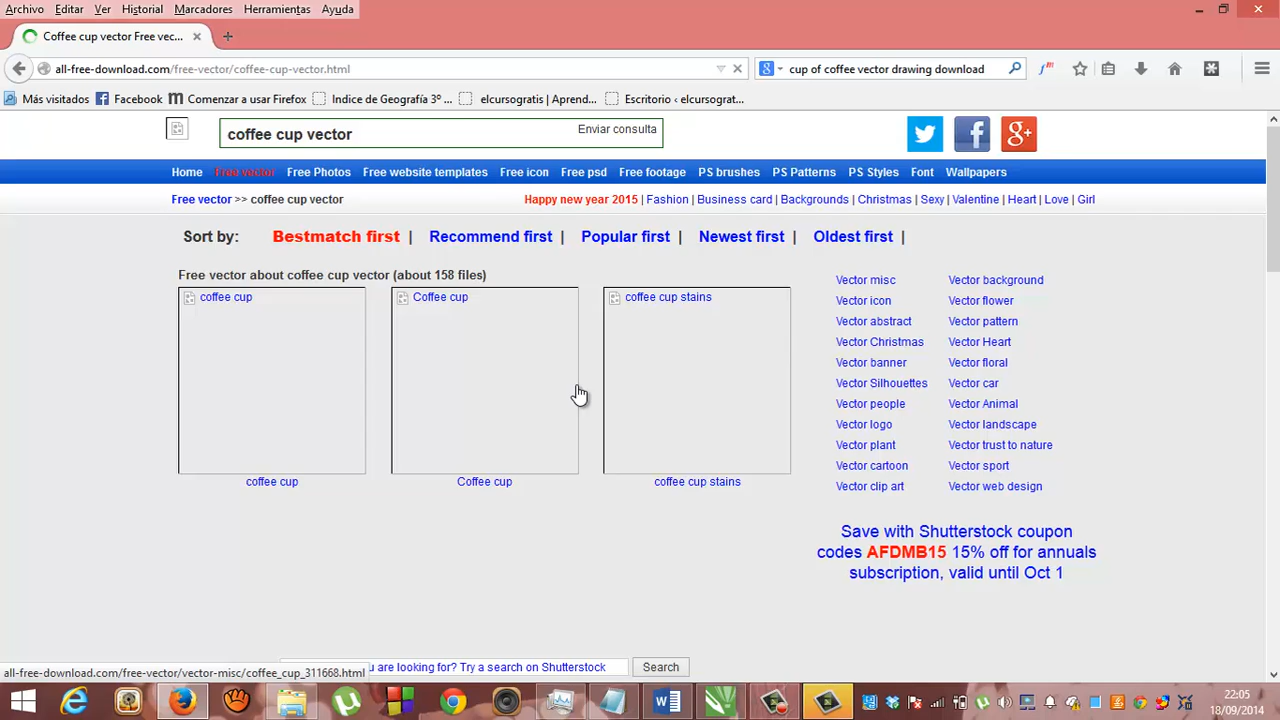 Archivo Editar Ver Historial Marcadores Herramientas Ayuda
Coffee cup vector Free vec...
all-free-download.com/free-vector/coffee-cup-vector.html
cup of coffee vector drawing download
Más visitados Facebook Comenzar a usar Firefox Indice de Geografía 3º ... elcursogratis | Aprend... Escritorio ‹ elcursograt...
coffee cup vector
Enviar consulta
Home Free vector Free Photos Free website templates Free icon Free psd Free footage PS brushes PS Patterns PS Styles Font Wallpapers
Free vector >> coffee cup vector
Happy new year 2015 | Fashion | Business card | Backgrounds | Christmas | Sexy | Valentine | Heart | Love | Girl
Sort by: Bestmatch first | Recommend first | Popular first | Newest first | Oldest first |
Free vector about coffee cup vector (about 158 files)
coffee cup
Coffee cup
coffee cup stains
coffee cup
Coffee cup
coffee cup stains
Vector misc Vector background
Vector icon Vector flower
Vector abstract Vector pattern
Vector Christmas Vector Heart
Vector banner Vector floral
Vector Silhouettes Vector car
Vector people Vector Animal
Vector logo Vector landscape
Vector plant Vector trust to nature
Vector cartoon Vector sport
Vector clip art Vector web design
Save with Shutterstock coupon
codes AFDMB15 15% off for annuals
subscription, valid until Oct 1
are looking for? Try a search on Shutterstock
Search
all-free-download.com/free-vector/vector-misc/coffee_cup_311668.html
22:05
18/09/2014